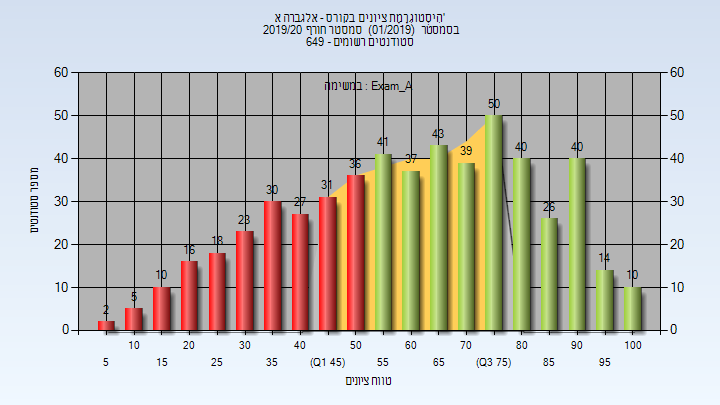 היסטוגרמת ציונים בקורס - אלגברה א'
בסמסטר (01/2019) סמסטר חורף 2019/20
סטודנטים רשומים - 649
במשימה : Exam_A
מספר סטודנטים
60 60
50 50
40 40
30 30
20 20
10 10
0 0
2 5 10 16 18 23 30 27 31 36 41 37 43 39 50 40 26 40 14 10
10 20 30 40 50 60 70 80 90 100
5 15 25 35 (Q1 45) 55 65 (Q3 75) 85 95
טווח ציונים